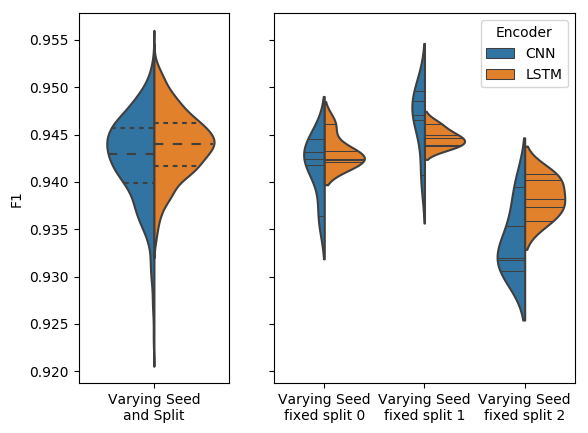 F1
0.955
0.950
0.945
0.940
0.935
0.930
0.925
0.920
Varying Seed
and Split
Encoder
CNN
LSTM
Varying Seed
fixed split 0
Varying Seed
fixed split 1
Varying Seed
fixed split 2